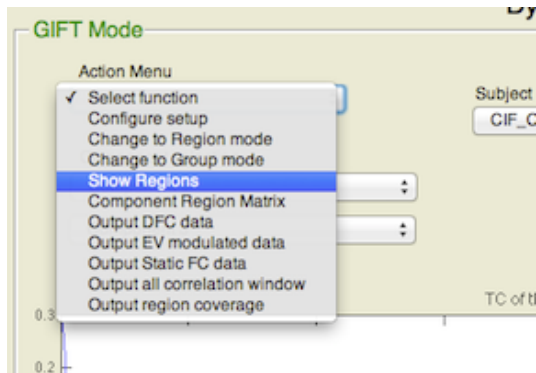 GIFT Mode
Action Menu
✓ Select function
Configure setup
Change to Region mode
Change to Group mode
Show Regions
Component Region Matrix
Output DFC data
Output EV modulated data
Output Static FC data
Output all correlation window
Output region coverage
Subject
TC of
0.3
0.2